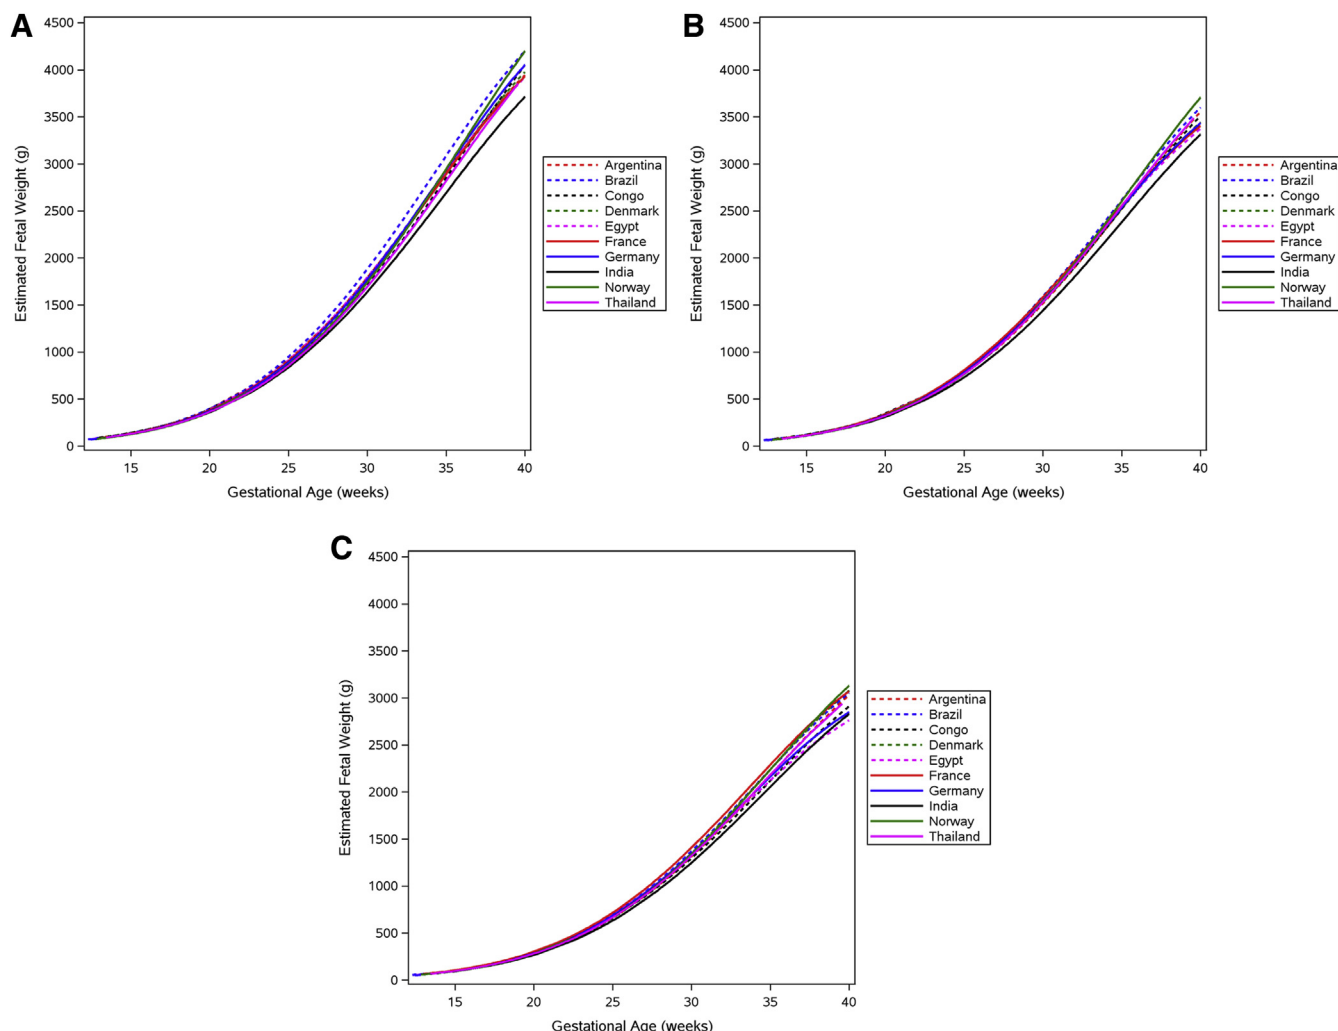 A
Estimated Fetal Weight (g)
4500
4000
3500
3000
2500
2000
1500
1000
500
0
15 20 25 30 35 40
Gestational Age (weeks)
Argentina
Brazil
Congo
Denmark
Egypt
France
Germany
India
Norway
Thailand
B
Estimated Fetal Weight (g)
4500
4000
3500
3000
2500
2000
1500
1000
500
0
15 20 25 30 35 40
Gestational Age (weeks)
Argentina
Brazil
Congo
Denmark
Egypt
France
Germany
India
Norway
Thailand
C
Estimated Fetal Weight (g)
4500
4000
3500
3000
2500
2000
1500
1000
500
0
15 20 25 30 35 40
Gestational Age (weeks)
Argentina
Brazil
Congo
Denmark
Egypt
France
Germany
India
Norway
Thailand